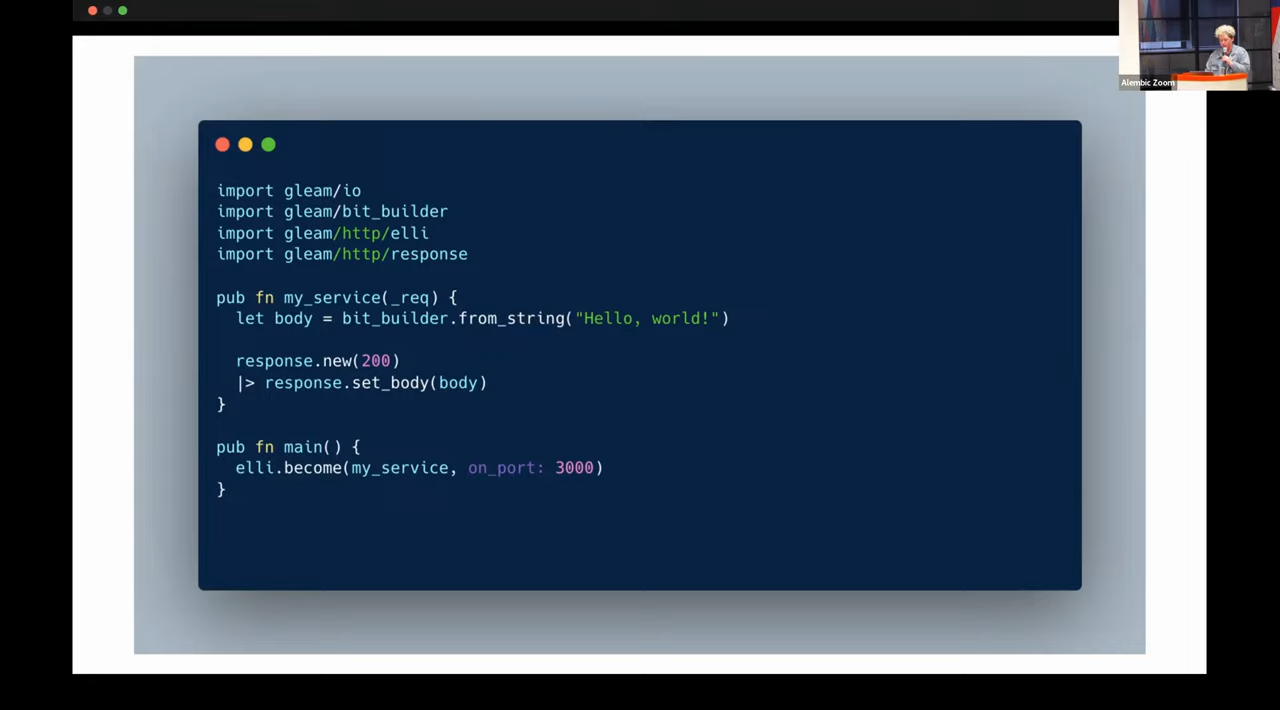 Alembic Zoom
import gleam/io
import gleam/bit_builder
import gleam/http/elli
import gleam/http/response
pub fn my_service(_req) {
  let body = bit_builder.from_string("Hello, world!")
  response.new(200)
  |> response.set_body(body)
}
pub fn main() {
  elli.become(my_service, on_port: 3000)
}